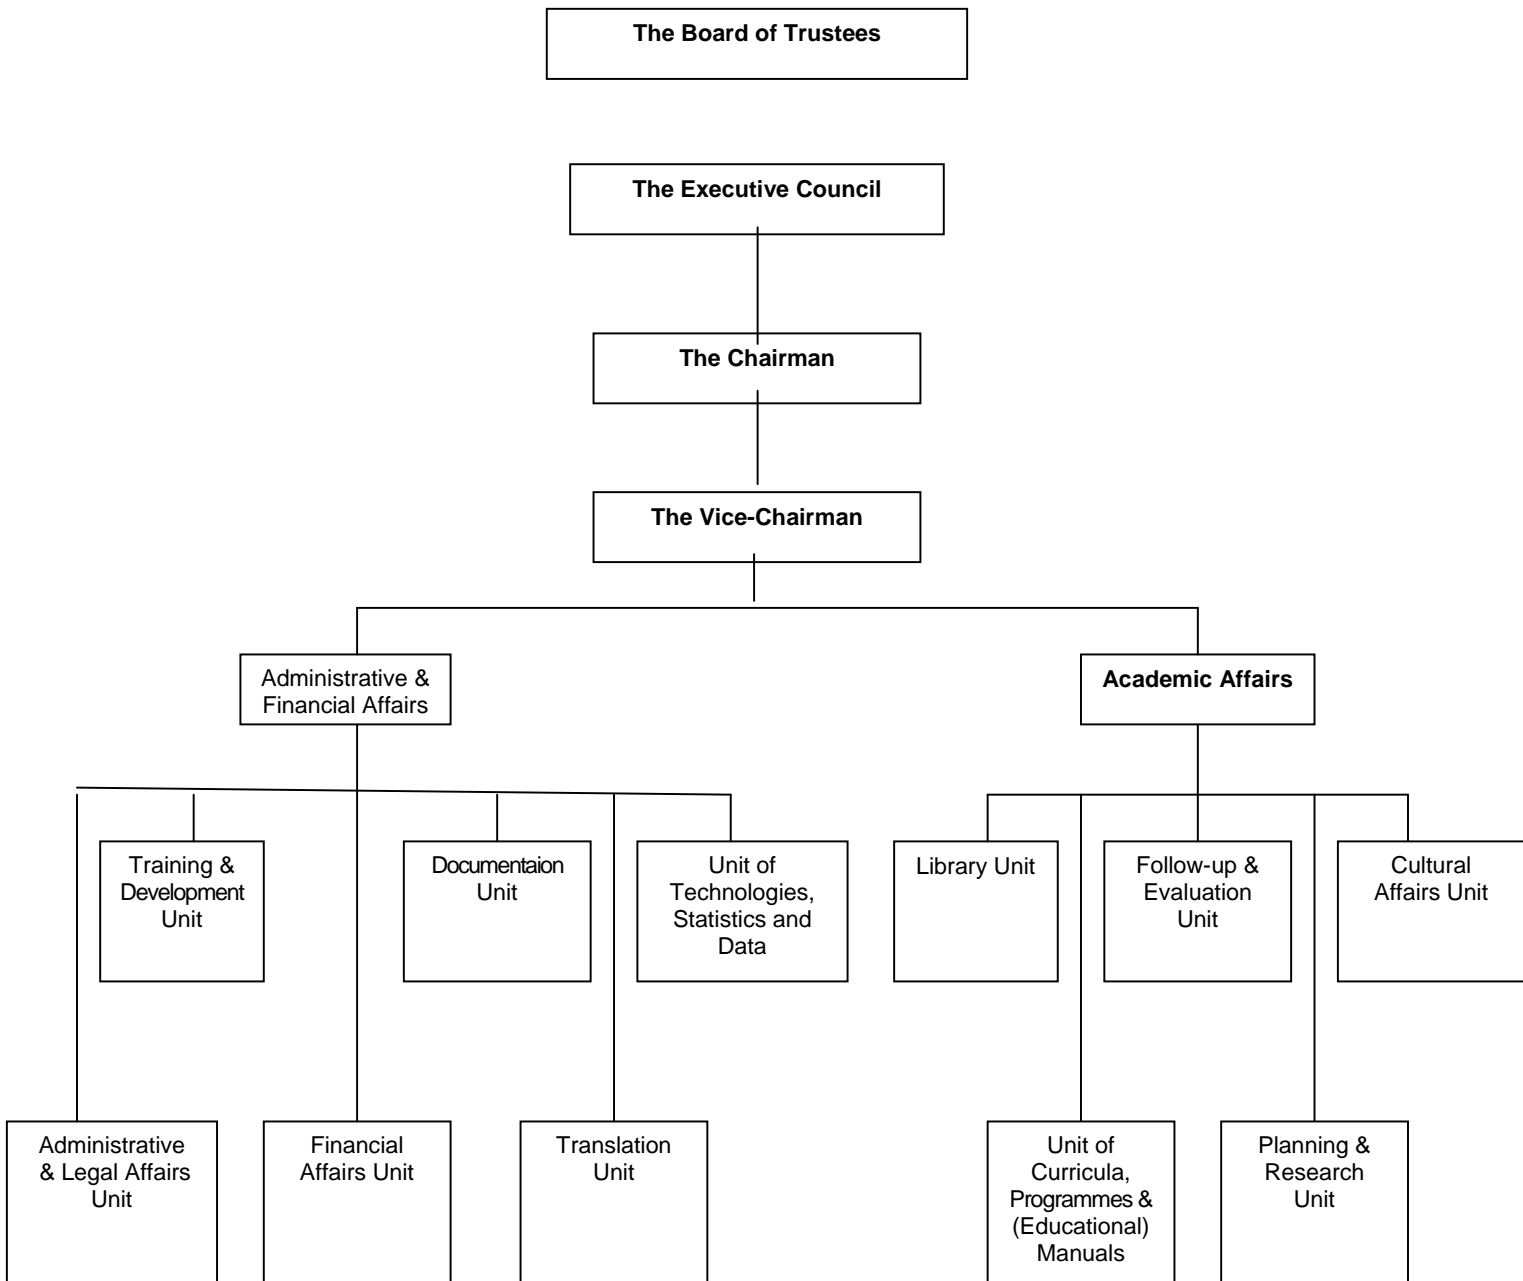 The Board of Trustees
The Executive Council
The Chairman
The Vice-Chairman
Administrative &
Financial Affairs
Academic Affairs
Training &
Development
Unit
Documentaion
Unit
Unit of
Technologies,
Statistics and
Data
Library Unit
Follow-up &
Evaluation
Unit
Cultural
Affairs Unit
Administrative
& Legal Affairs
Unit
Financial
Affairs Unit
Translation
Unit
Unit of
Curricula,
Programmes &
(Educational)
Manuals
Planning &
Research
Unit